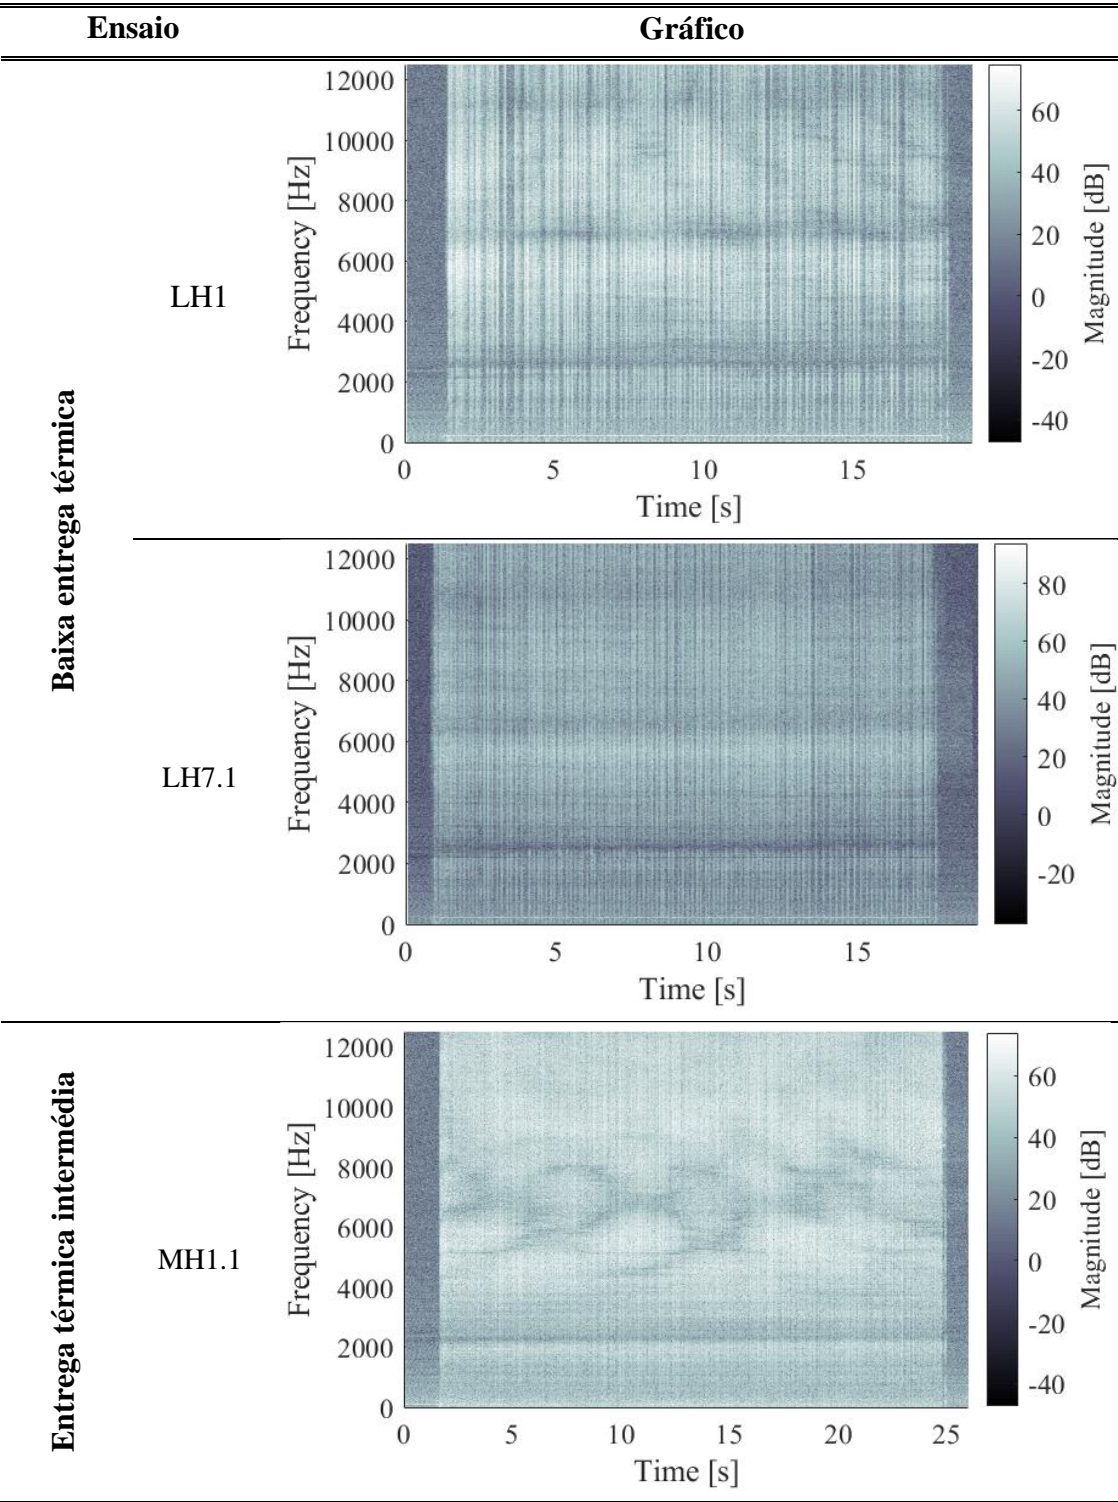 Ensaio Gráfico
Baixa entrega térmica
LH1
Frequency [Hz]
12000
10000
8000
6000
4000
2000
0
0 5 10 15
Time [s]
60
40
20
0
-20
-40
Magnitude [dB]
LH7.1
Frequency [Hz]
12000
10000
8000
6000
4000
2000
0
0 5 10 15
Time [s]
80
60
40
20
0
-20
Magnitude [dB]
Entrega térmica intermédia
MH1.1
Frequency [Hz]
12000
10000
8000
6000
4000
2000
0
0 5 10 15 20 25
Time [s]
60
40
20
0
-20
-40
Magnitude [dB]